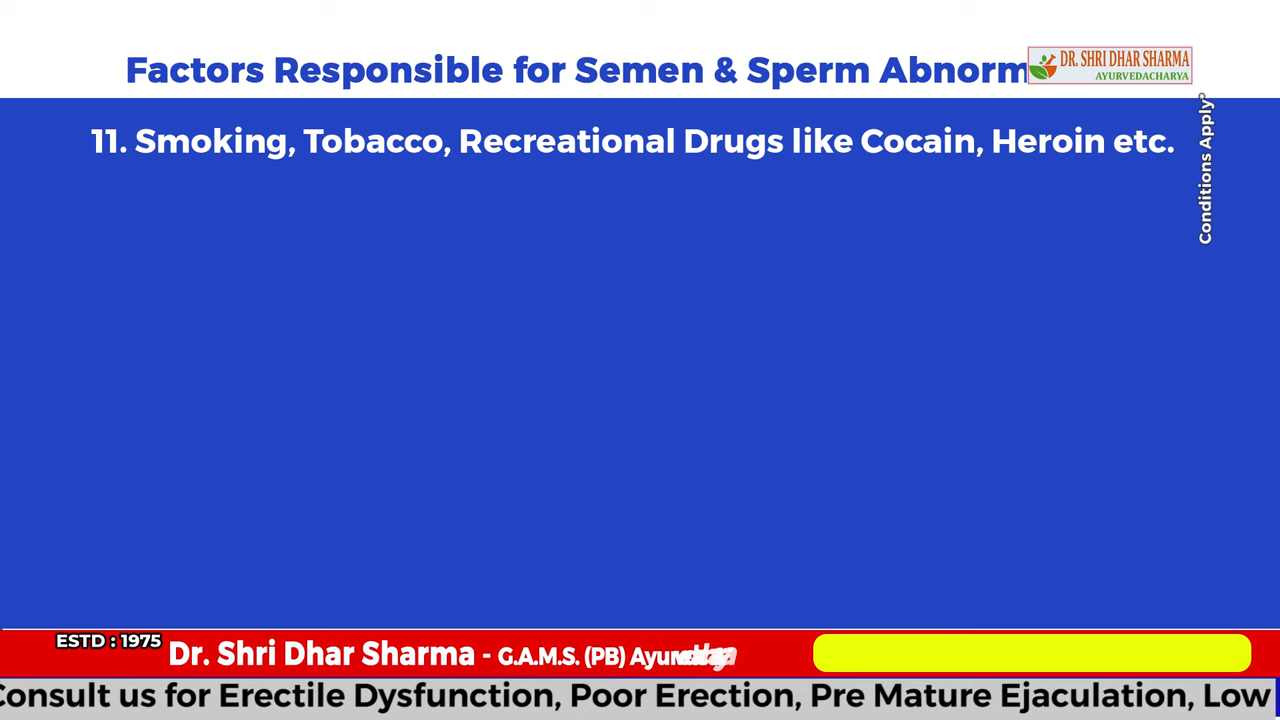 Factors Responsible for Semen & Sperm Abnorm
DR. SHRI DHAR SHARMA
AYURVEDACHARYA
11. Smoking, Tobacco, Recreational Drugs like Cocain, Heroin etc.
Conditions Apply
ESTD : 1975
Dr. Shri Dhar Sharma - G.A.M.S. (PB)
Consult us for Erectile Dysfunction, Poor Erection, Pre Mature Ejaculation, Low